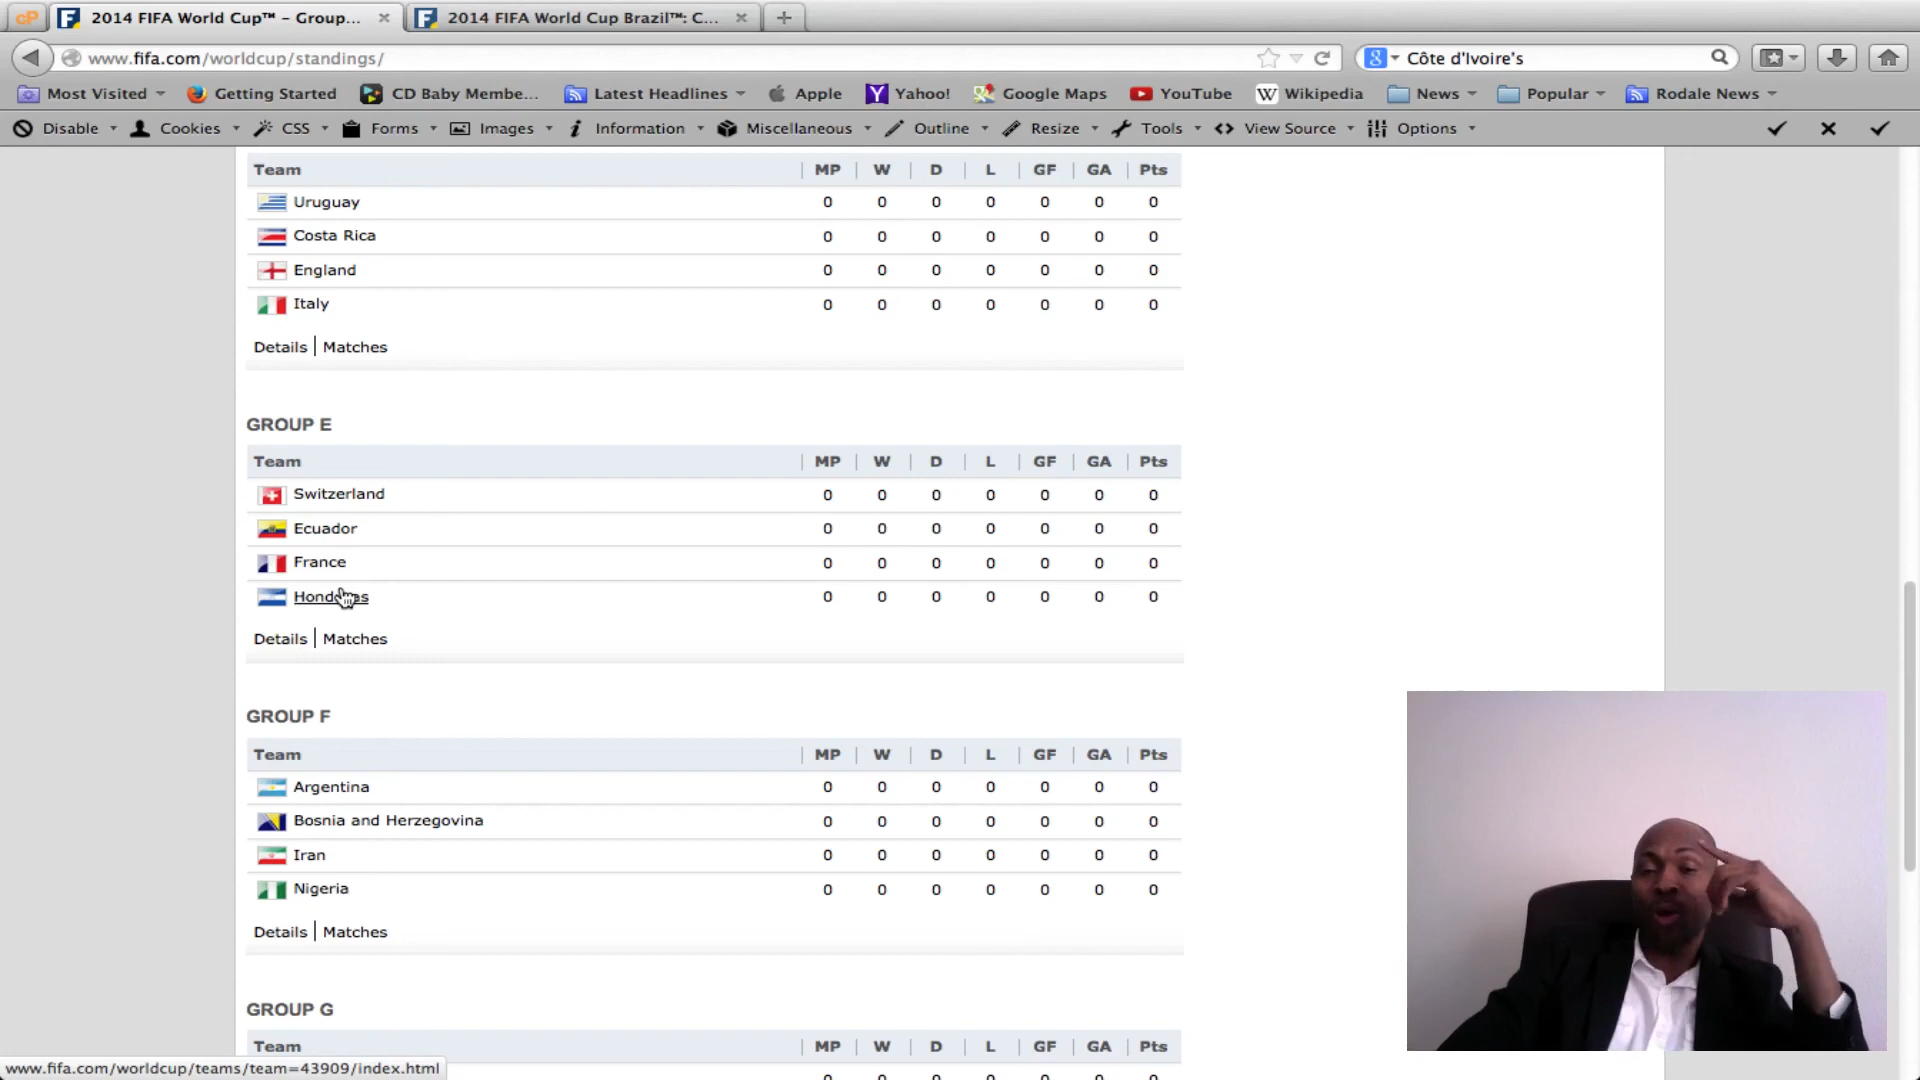 cP 2014 FIFA World Cup™ – Group... 2014 FIFA World Cup Brazil™: C...
www.fifa.com/worldcup/standings/ Côte d'Ivoire's
Most Visited Getting Started CD Baby Membe... Latest Headlines Apple Yahoo! Google Maps YouTube Wikipedia News Popular Rodale News
Disable Cookies CSS Forms Images Information Miscellaneous Outline Resize Tools View Source Options
Team MP W D L GF GA Pts
Uruguay 0 0 0 0 0 0 0
Costa Rica 0 0 0 0 0 0 0
England 0 0 0 0 0 0 0
Italy 0 0 0 0 0 0 0
Details | Matches
GROUP E
Team MP W D L GF GA Pts
Switzerland 0 0 0 0 0 0 0
Ecuador 0 0 0 0 0 0 0
France 0 0 0 0 0 0 0
Honduras 0 0 0 0 0 0 0
Details | Matches
GROUP F
Team MP W D L GF GA Pts
Argentina 0 0 0 0 0 0 0
Bosnia and Herzegovina 0 0 0 0 0 0 0
Iran 0 0 0 0 0 0 0
Nigeria 0 0 0 0 0 0 0
Details | Matches
GROUP G
Team MP W D L GF GA Pts
www.fifa.com/worldcup/teams/team=43909/index.html